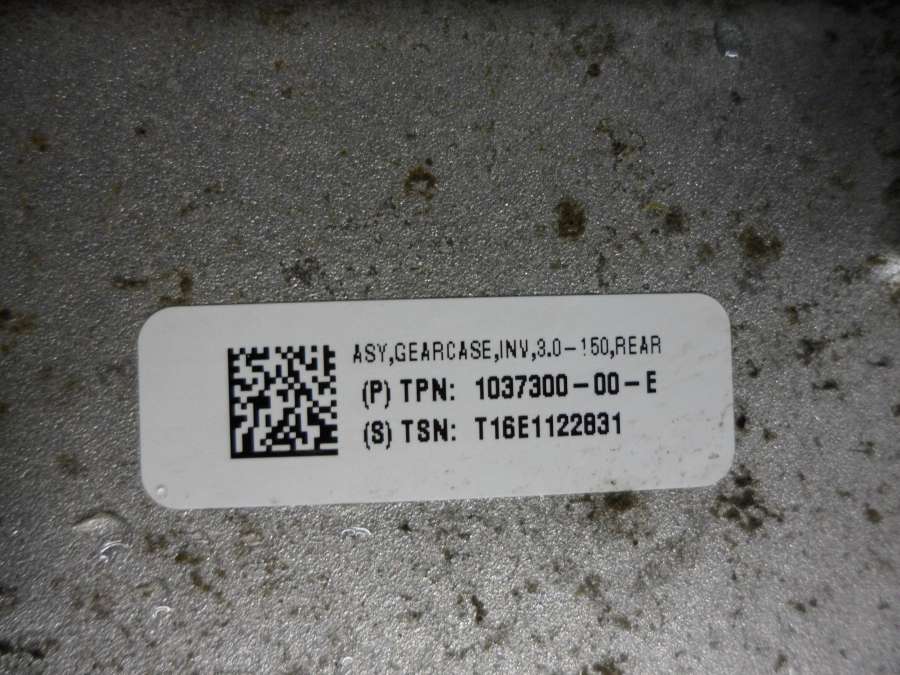 ASY,GEARCASE,INV,3.0-150,REAR
(P) TPN: 1037300-00-E
(S) TSN: T16E1122831